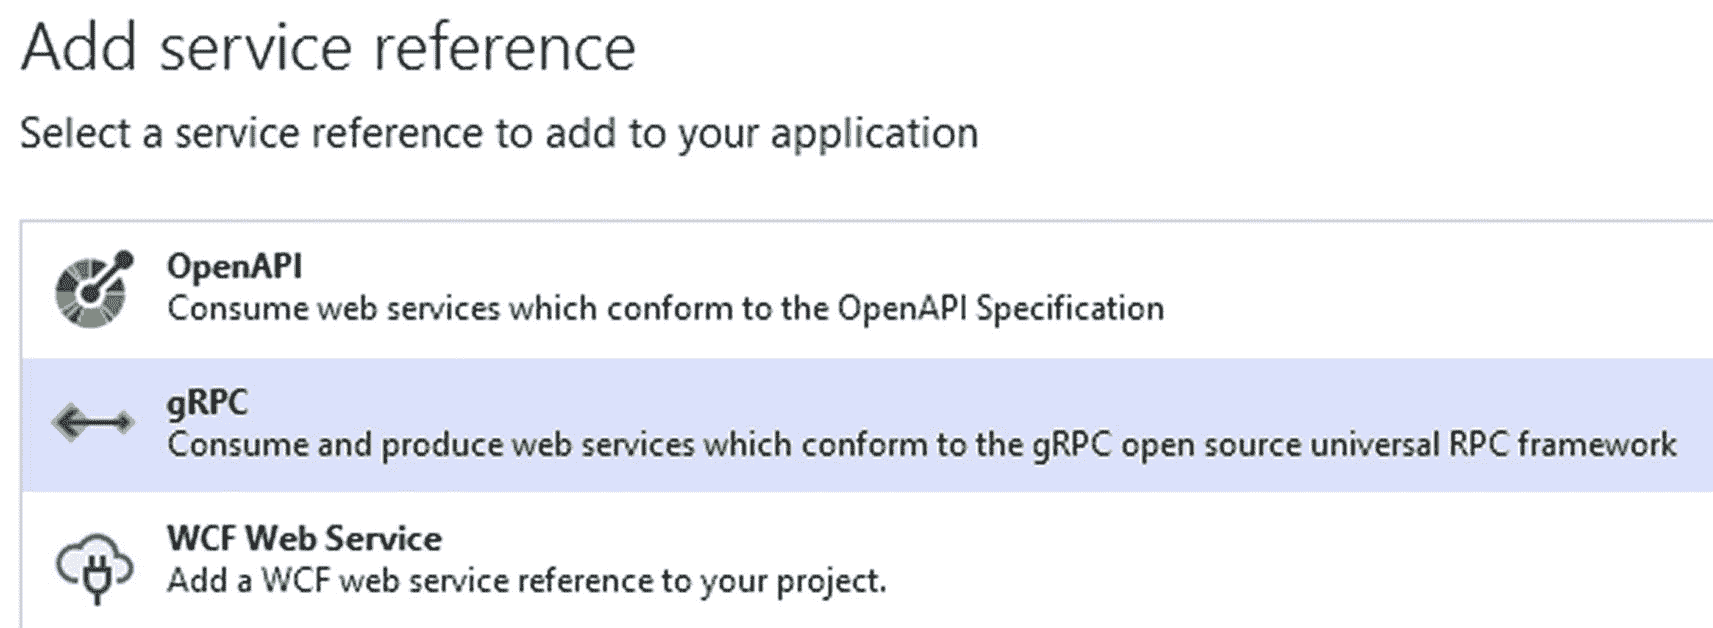 Add service reference
Select a service reference to add to your application
OpenAPI
Consume web services which conform to the OpenAPI Specification
gRPC
Consume and produce web services which conform to the gRPC open source universal RPC framework
WCF Web Service
Add a WCF web service reference to your project.